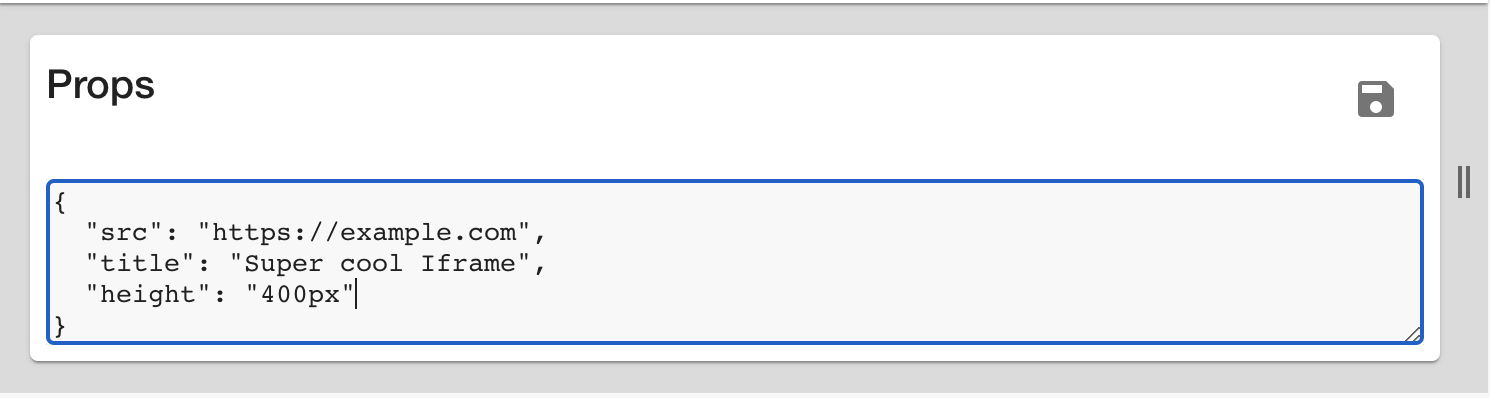 Props
{
  "src": "https://example.com",
  "title": "Super cool Iframe",
  "height": "400px"
}